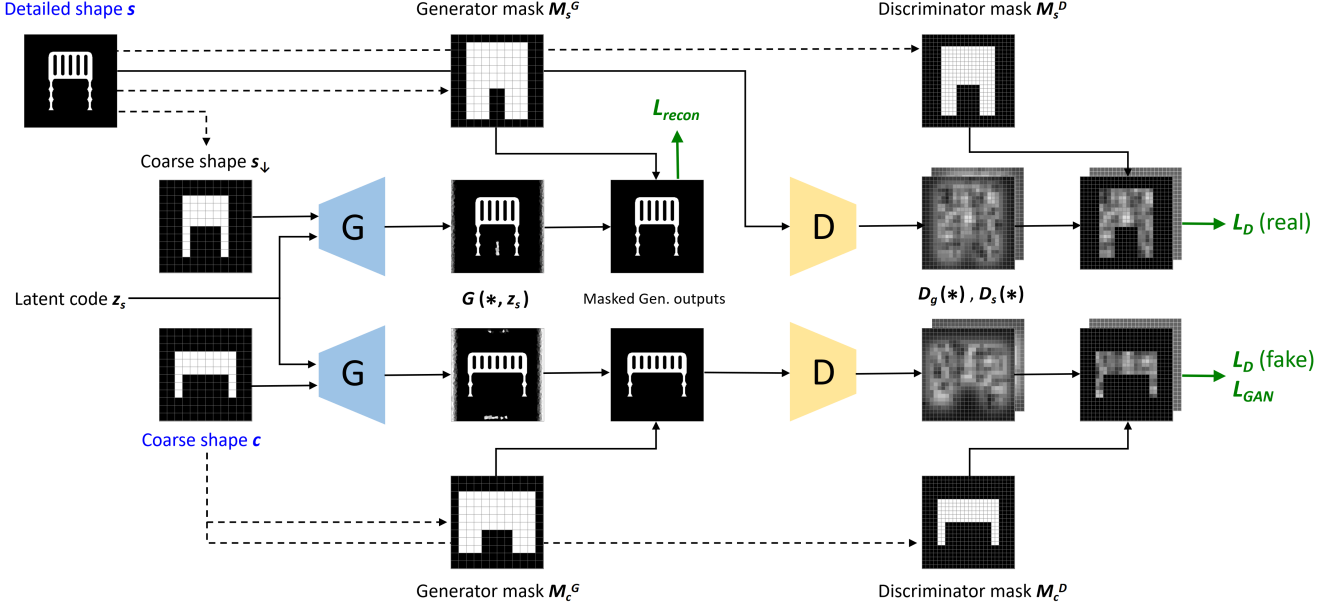 Detailed shape s
Generator mask M_s^G
Discriminator mask M_s^D
L_recon
Coarse shape s_↓
G
D
L_D (real)
Latent code z_s
G (∗, z_s)
Masked Gen. outputs
D_g(∗) , D_s(∗)
G
D
L_D (fake)
L_GAN
Coarse shape c
Generator mask M_c^G
Discriminator mask M_c^D